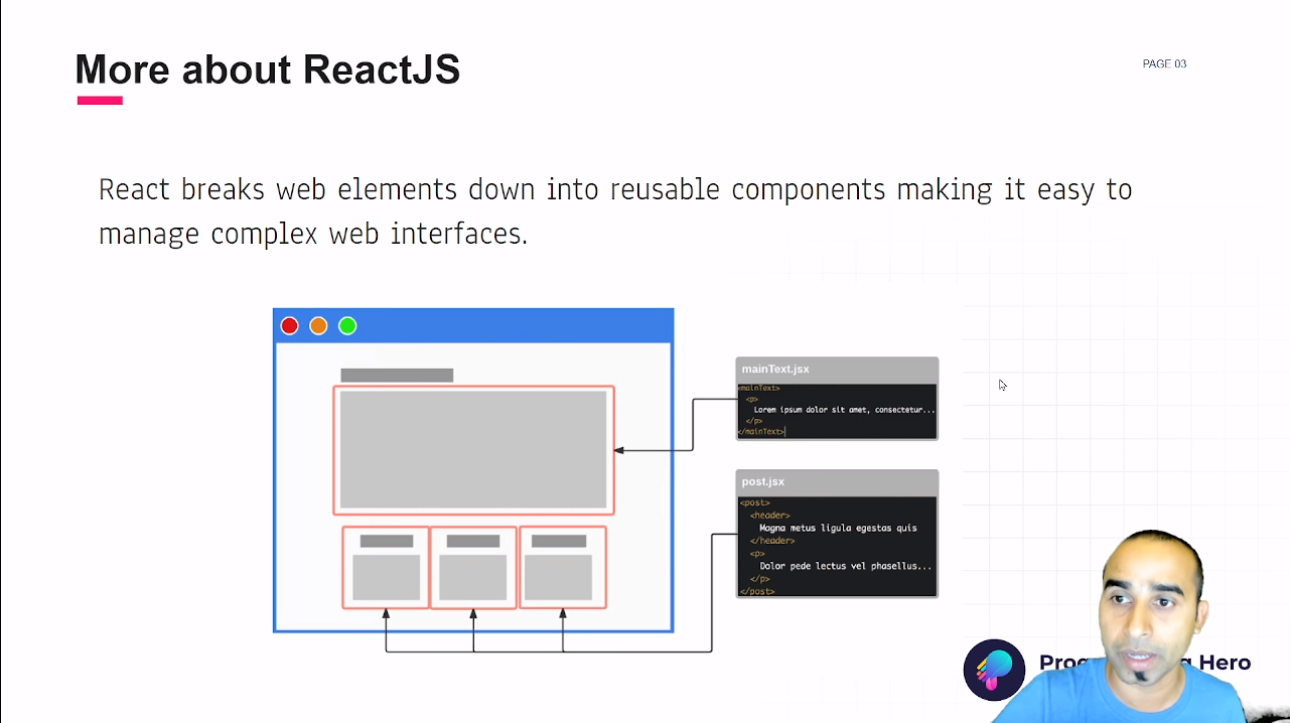 More about ReactJS
PAGE 03
React breaks web elements down into reusable components making it easy to
manage complex web interfaces.
mainText.jsx
<mainText>
<p>
Lorem ipsum dolor sit amet, consectetur...
</p>
</mainText>
post.jsx
<post>
<header>
Magna metus ligula egestas quis
</header>
<p>
Dolor pede lectus vel phasellus...
</p>
</post>
Hero